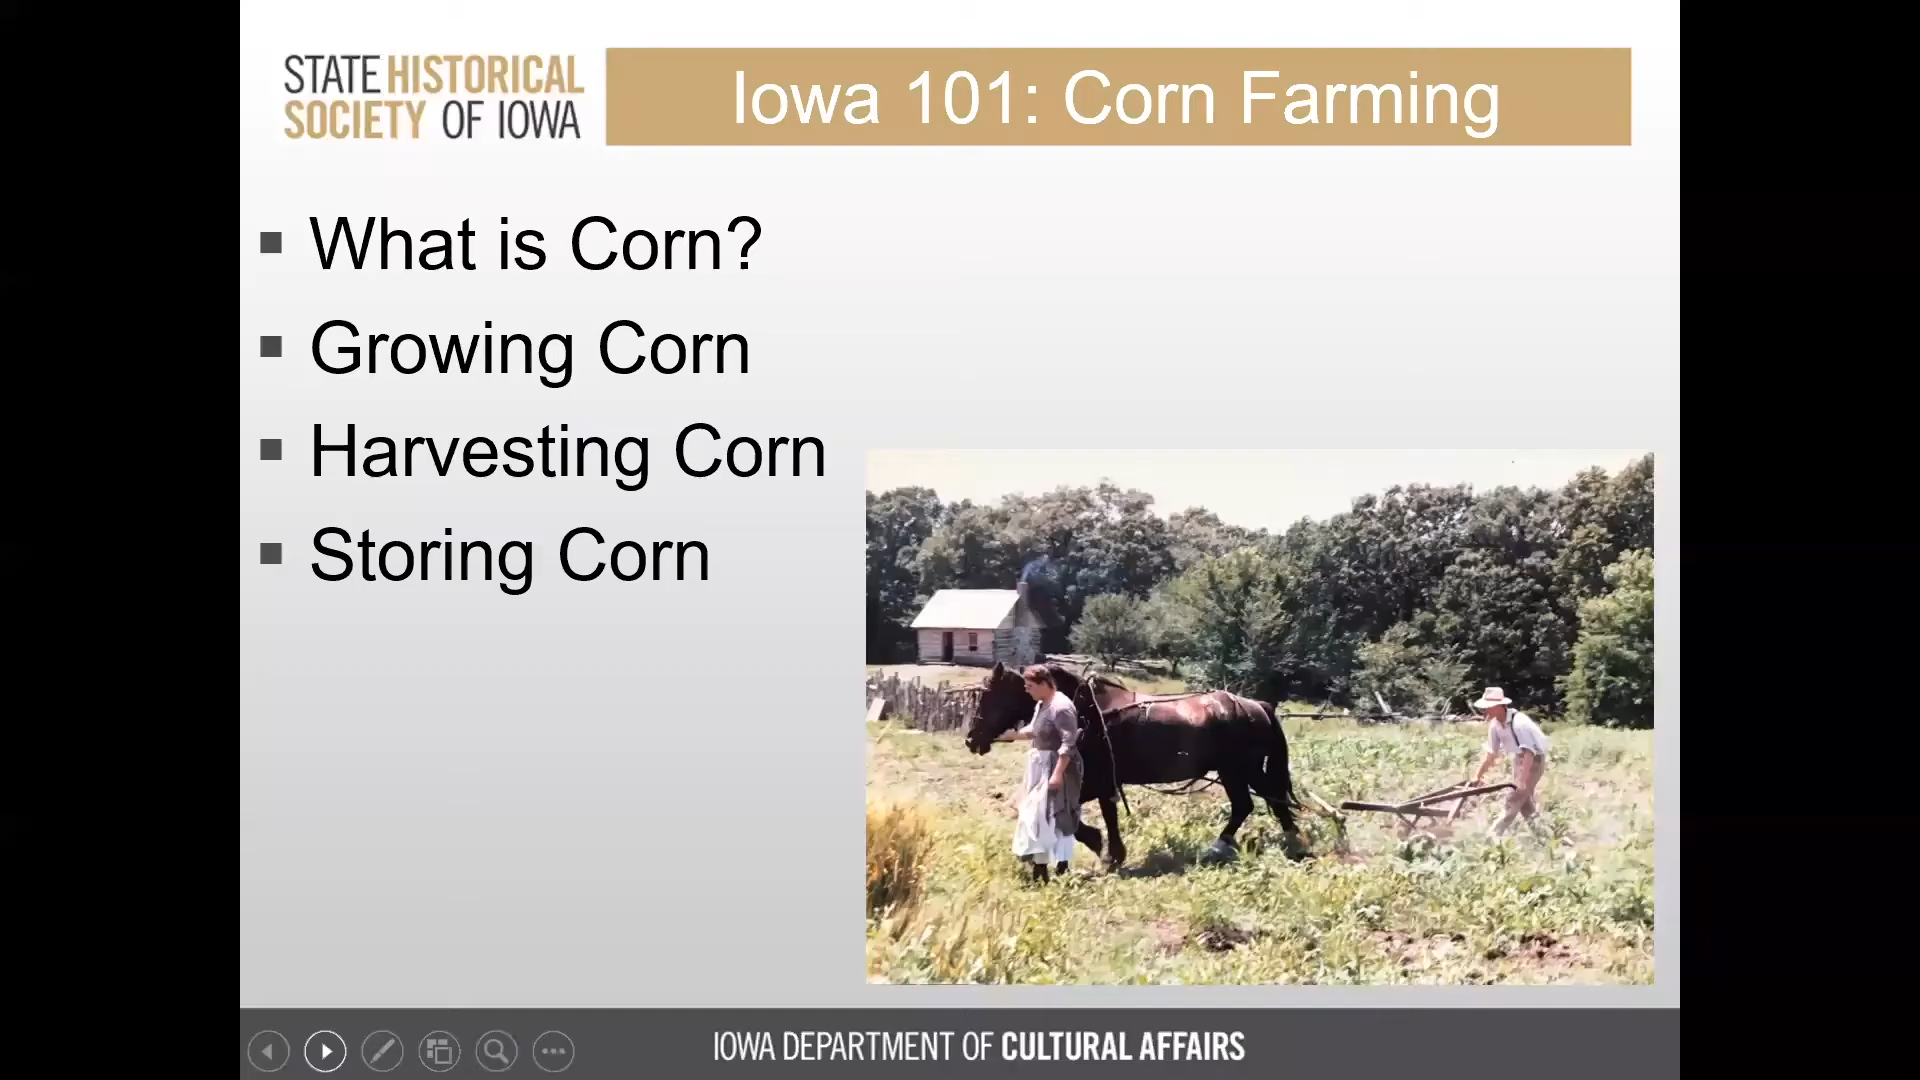 STATE HISTORICAL
SOCIETY OF IOWA
Iowa 101: Corn Farming
What is Corn?
Growing Corn
Harvesting Corn
Storing Corn
IOWA DEPARTMENT OF CULTURAL AFFAIRS